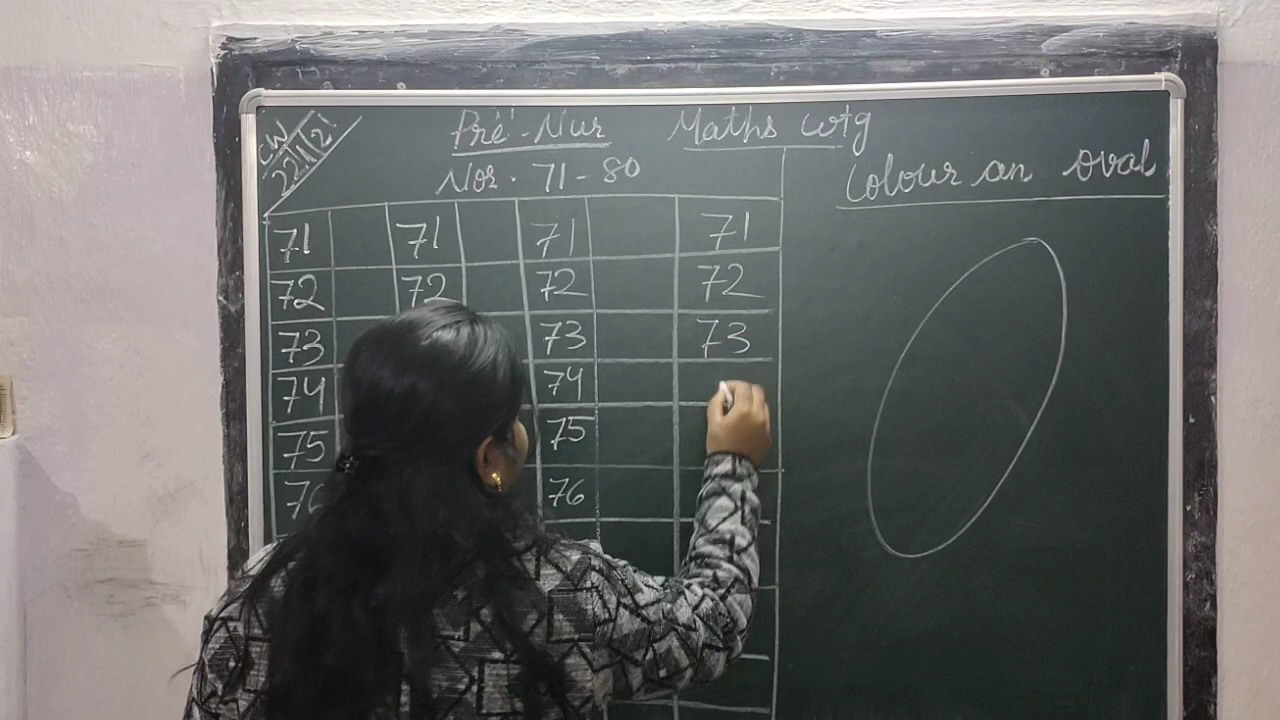 CW
22/1/21
Pre'-Nur Maths wtg
Nos. 71-80
Colour an oval
71 71 71 71
72 72 72 72
73 73 73
74 74
75 75
76 76